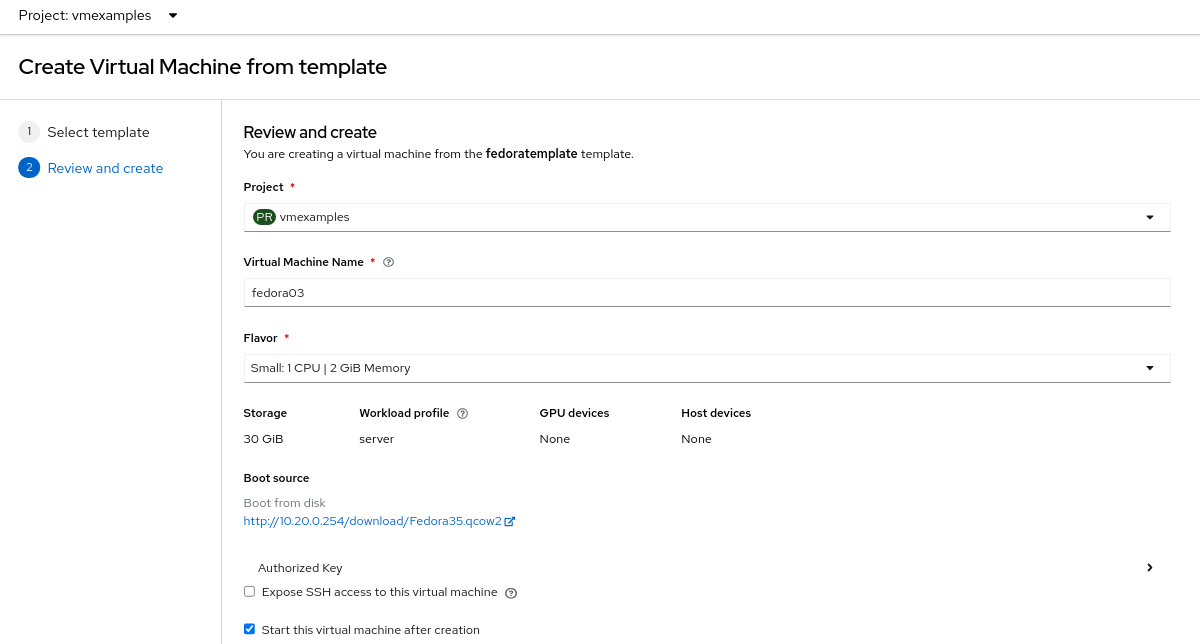 Project: vmexamples
Create Virtual Machine from template
1 Select template
2 Review and create
Review and create
You are creating a virtual machine from the fedoratemplate template.
Project *
PR vmexamples
Virtual Machine Name * ?
fedora03
Flavor *
Small: 1 CPU | 2 GiB Memory
Storage Workload profile ? GPU devices Host devices
30 GiB server None None
Boot source
Boot from disk
http://10.20.0.254/download/Fedora35.qcow2
Authorized Key
Expose SSH access to this virtual machine ?
Start this virtual machine after creation